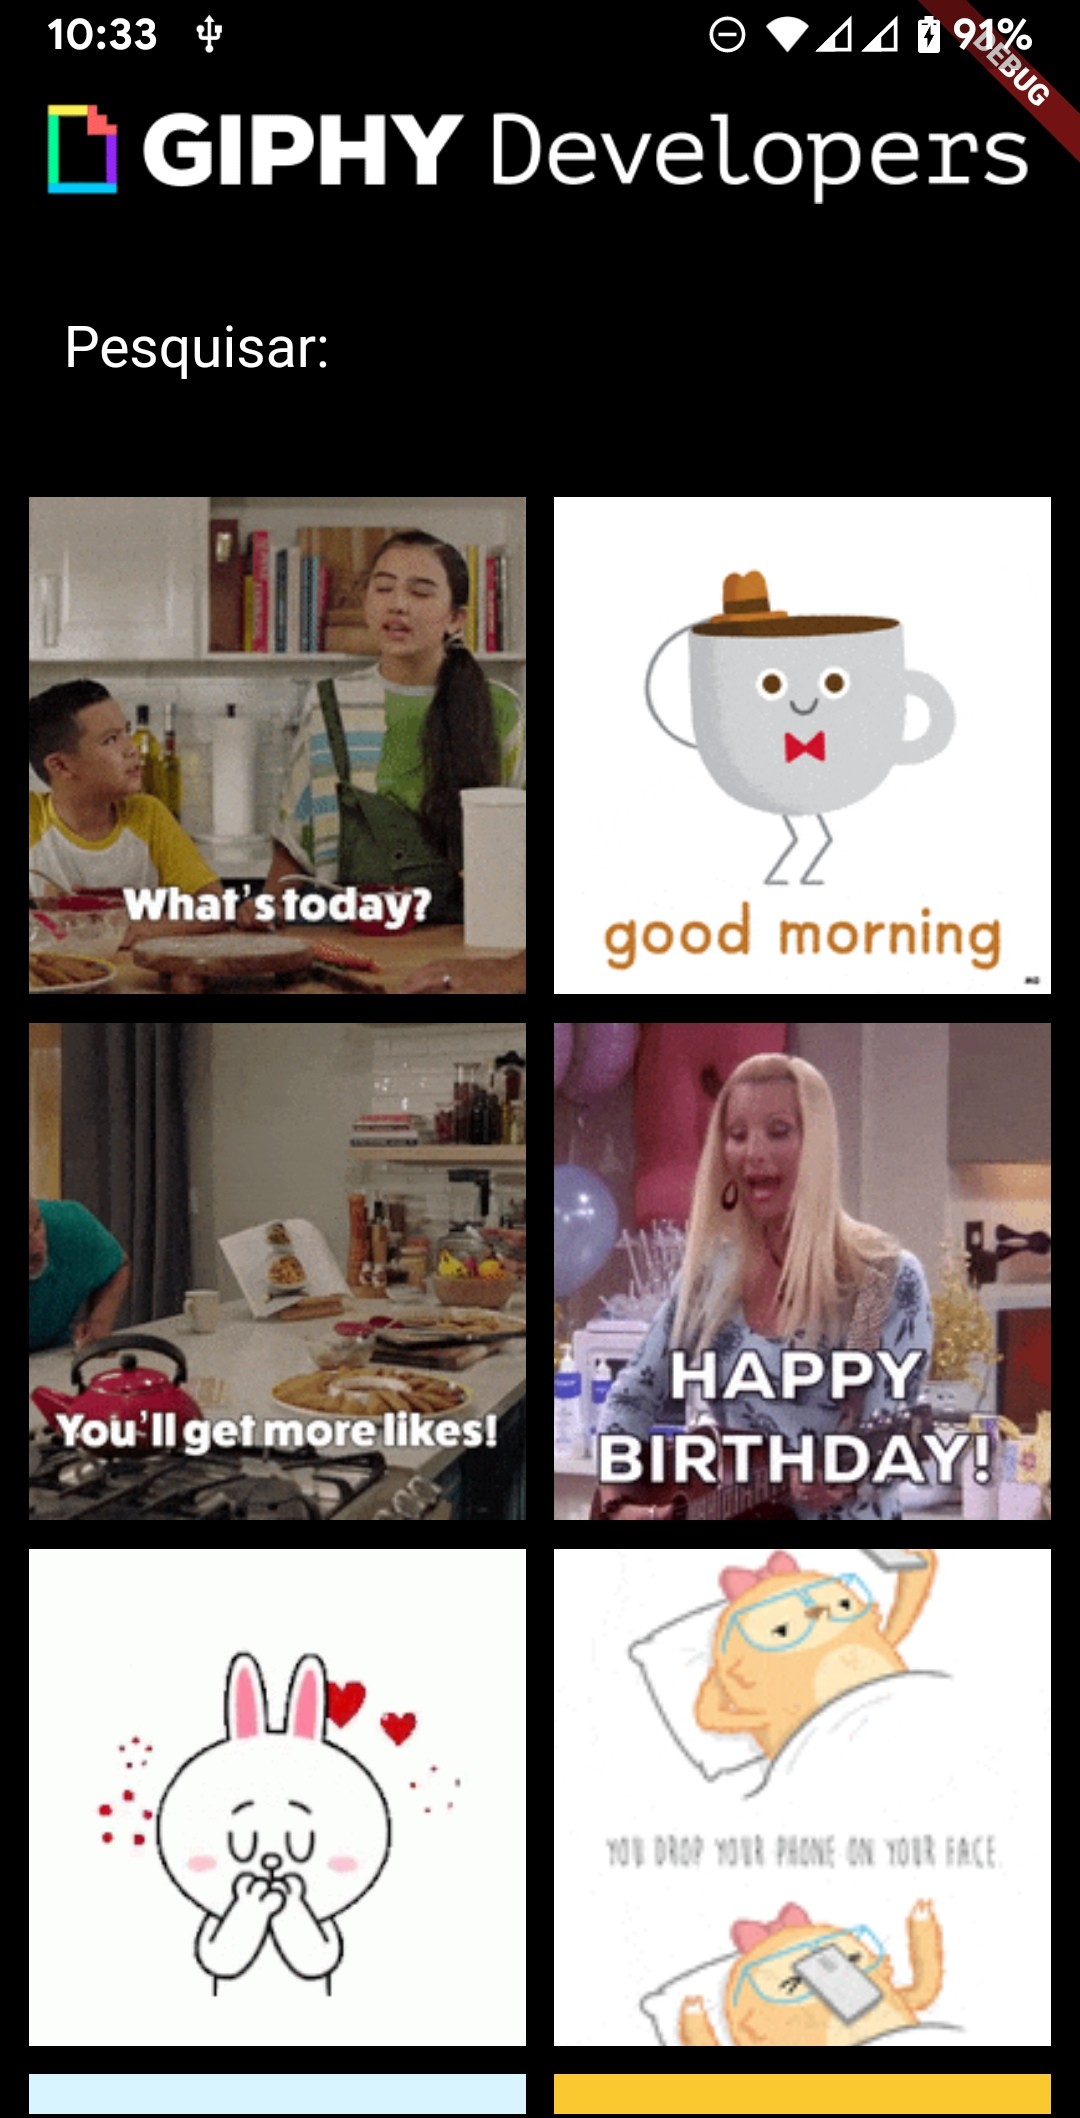 10:33
91%
DEBUG
GIPHY Developers
Pesquisar:
What's today?
good morning
You'll get more likes!
HAPPY
BIRTHDAY!
YOU DROP YOUR PHONE ON YOUR FACE.